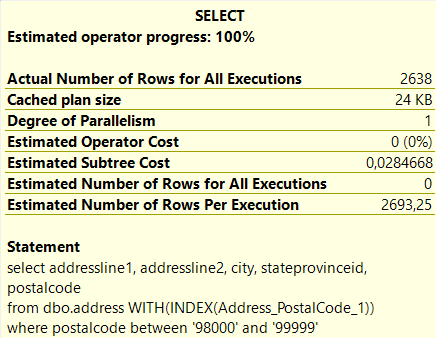 SELECT
Estimated operator progress: 100%
Actual Number of Rows for All Executions 2638
Cached plan size 24 KB
Degree of Parallelism 1
Estimated Operator Cost 0 (0%)
Estimated Subtree Cost 0,0284668
Estimated Number of Rows for All Executions 0
Estimated Number of Rows Per Execution 2693,25
Statement
select addressline1, addressline2, city, stateprovinceid,
postalcode
from dbo.address WITH(INDEX(Address_PostalCode_1))
where postalcode between '98000' and '99999'